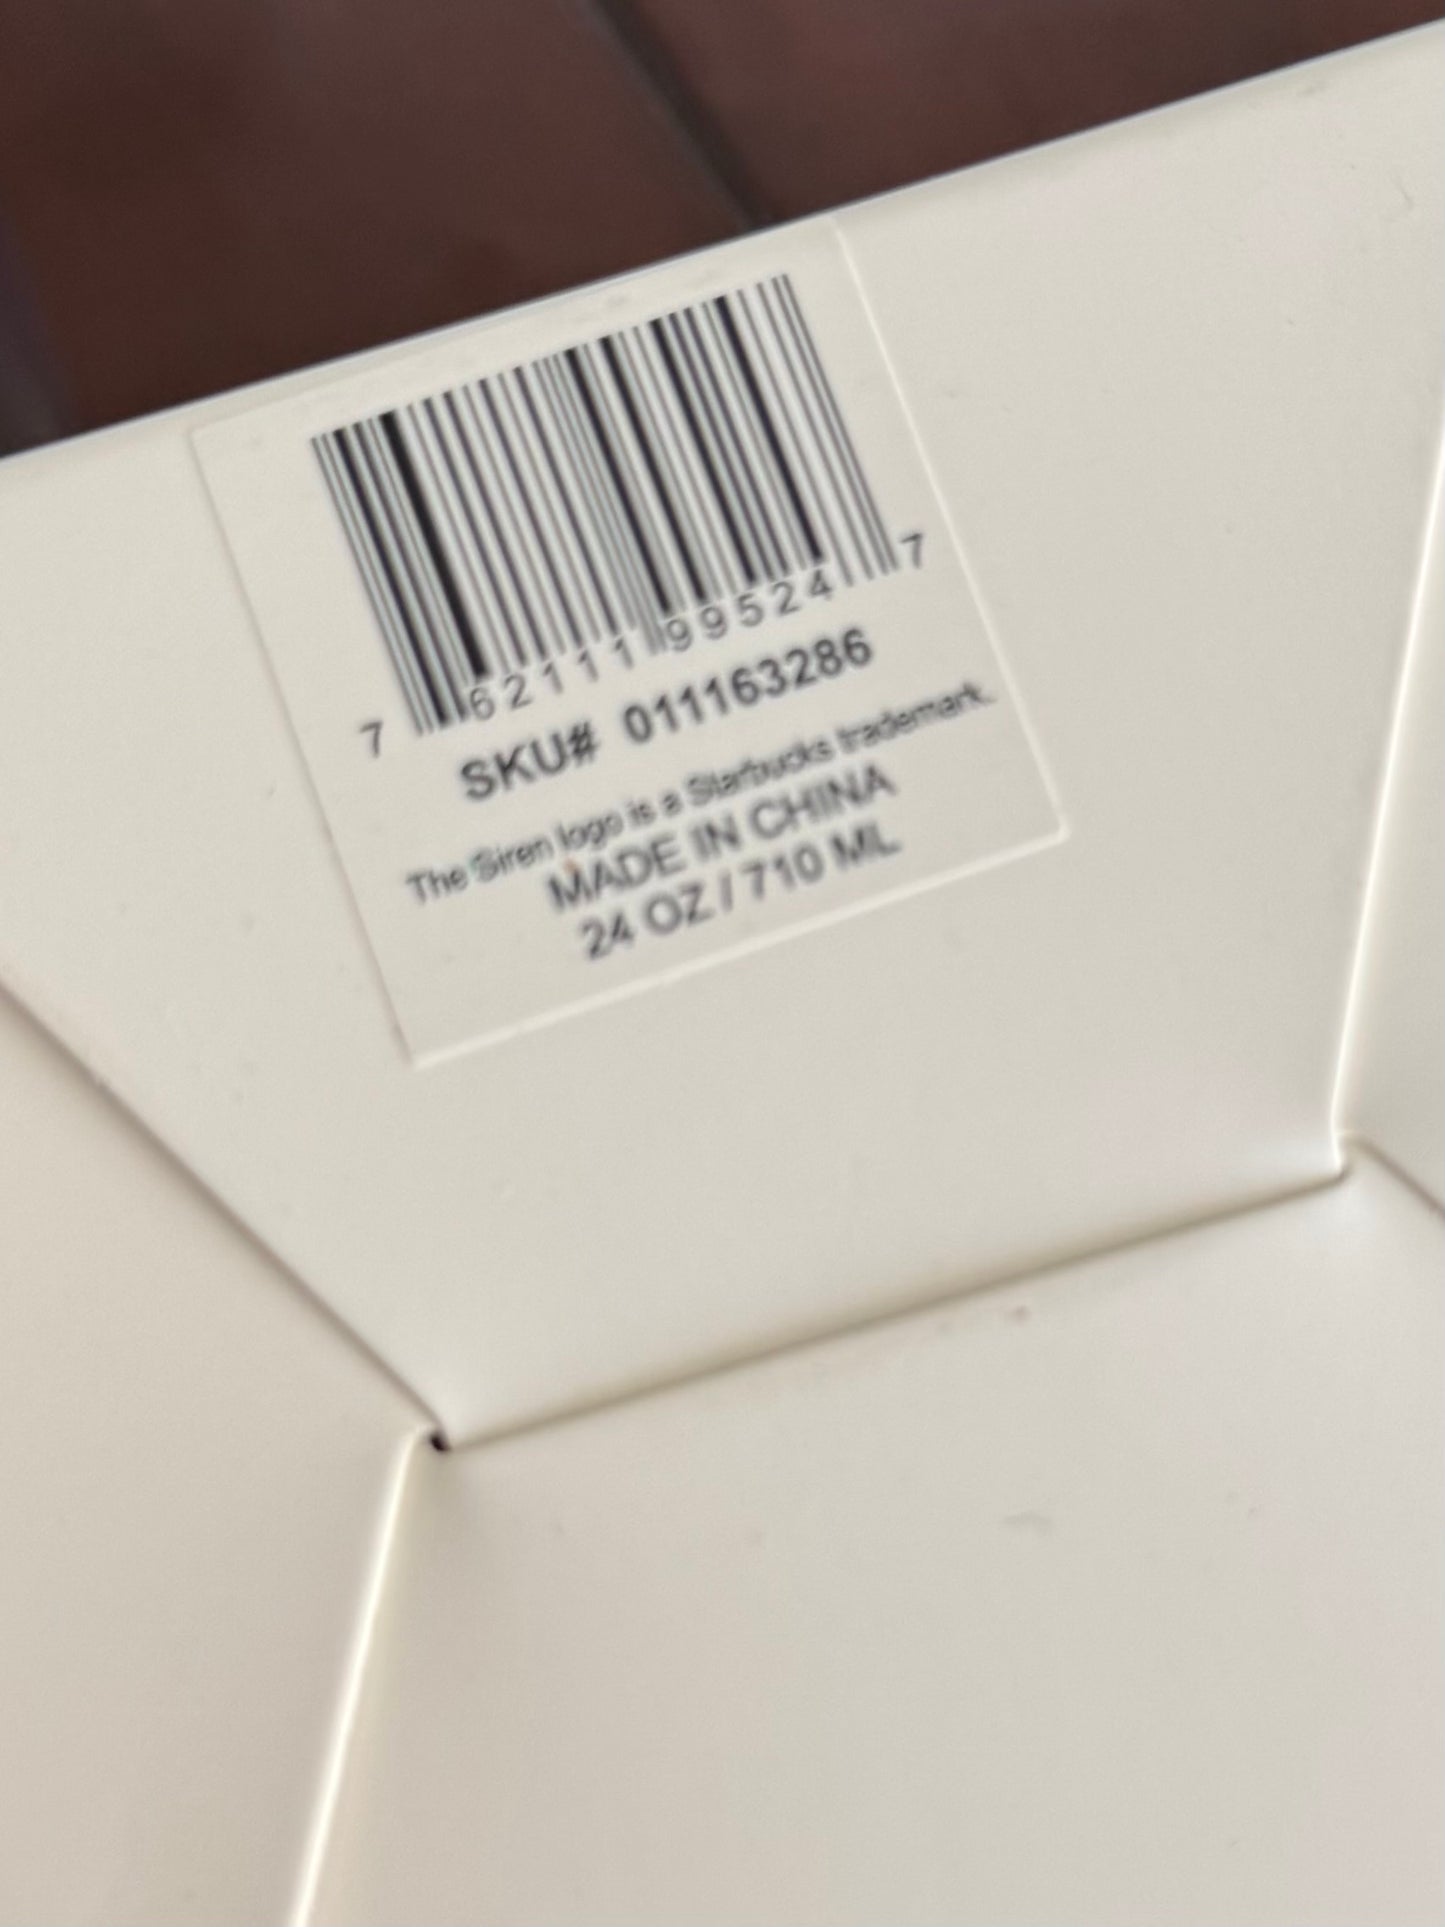 7 62111 99524 7
SKU# 011163286
The Siren logo is a Starbucks trademark.
MADE IN CHINA
24 OZ / 710 ML